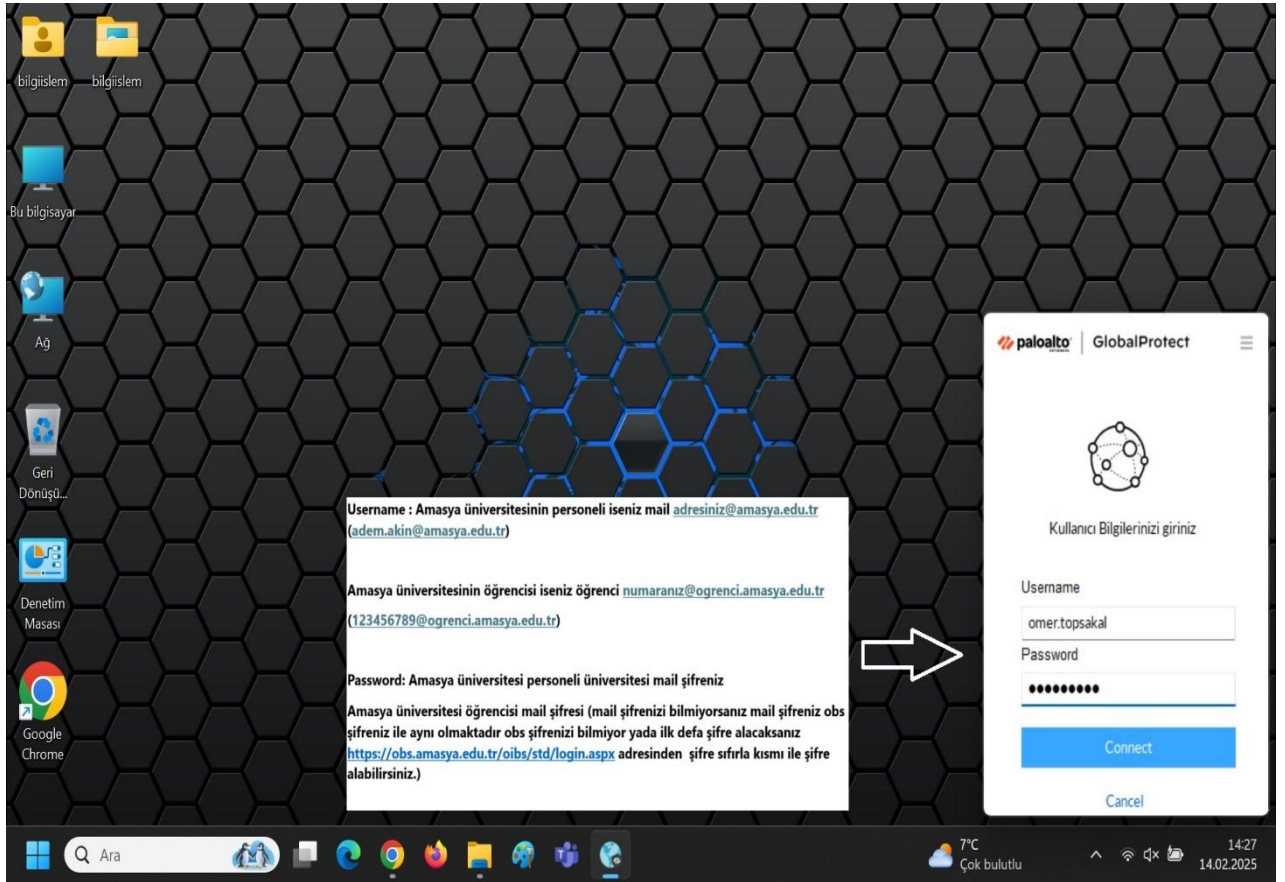 bilgiislem
bilgiislem
Bu bilgisayar
Ağ
Geri
Dönüşü...
Denetim
Masası
Google
Chrome
Username : Amasya üniversitesinin personeli iseniz mail adresiniz@amasya.edu.tr
(adem.akin@amasya.edu.tr)
Amasya üniversitesinin öğrencisi iseniz öğrenci numaranız@ogrenci.amasya.edu.tr
(123456789@ogrenci.amasya.edu.tr)
Password: Amasya üniversitesi personeli üniversitesi mail şifreniz
Amasya üniversitesi öğrencisi mail şifresi (mail şifrenizi bilmiyorsanız mail şifreniz obs
şifreniz ile aynı olmaktadır obs şifrenizi bilmiyor yada ilk defa şifre alacaksanız
https://obs.amasya.edu.tr/oibs/std/login.aspx adresinden şifre sıfırla kısmı ile şifre
alabilirsiniz.)
paloalto GlobalProtect
Kullanıcı Bilgilerinizi giriniz
Username
omer.topsakal
Password
●●●●●●●●●
Connect
Cancel
Ara
7°C
Çok bulutlu
14:27
14.02.2025